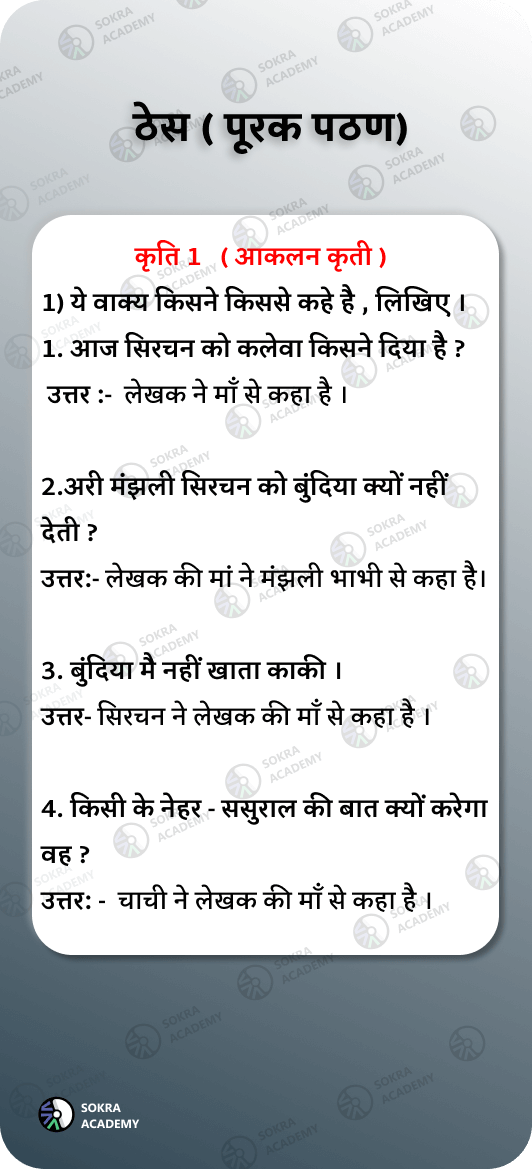 ठेस ( पूरक पठण)
कृति 1 ( आकलन कृती )
1) ये वाक्य किसने किससे कहे है , लिखिए ।
1. आज सिरचन को कलेवा किसने दिया है ?
उत्तर :- लेखक ने माँ से कहा है ।
2.अरी मंझली सिरचन को बुंदिया क्यों नहीं
देती ?
उत्तर:- लेखक की मां ने मंझली भाभी से कहा है।
3. बुंदिया मै नहीं खाता काकी ।
उत्तर- सिरचन ने लेखक की माँ से कहा है ।
4. किसी के नेहर - ससुराल की बात क्यों करेगा
वह ?
उत्तर: - चाची ने लेखक की माँ से कहा है ।
SOKRA
ACADEMY